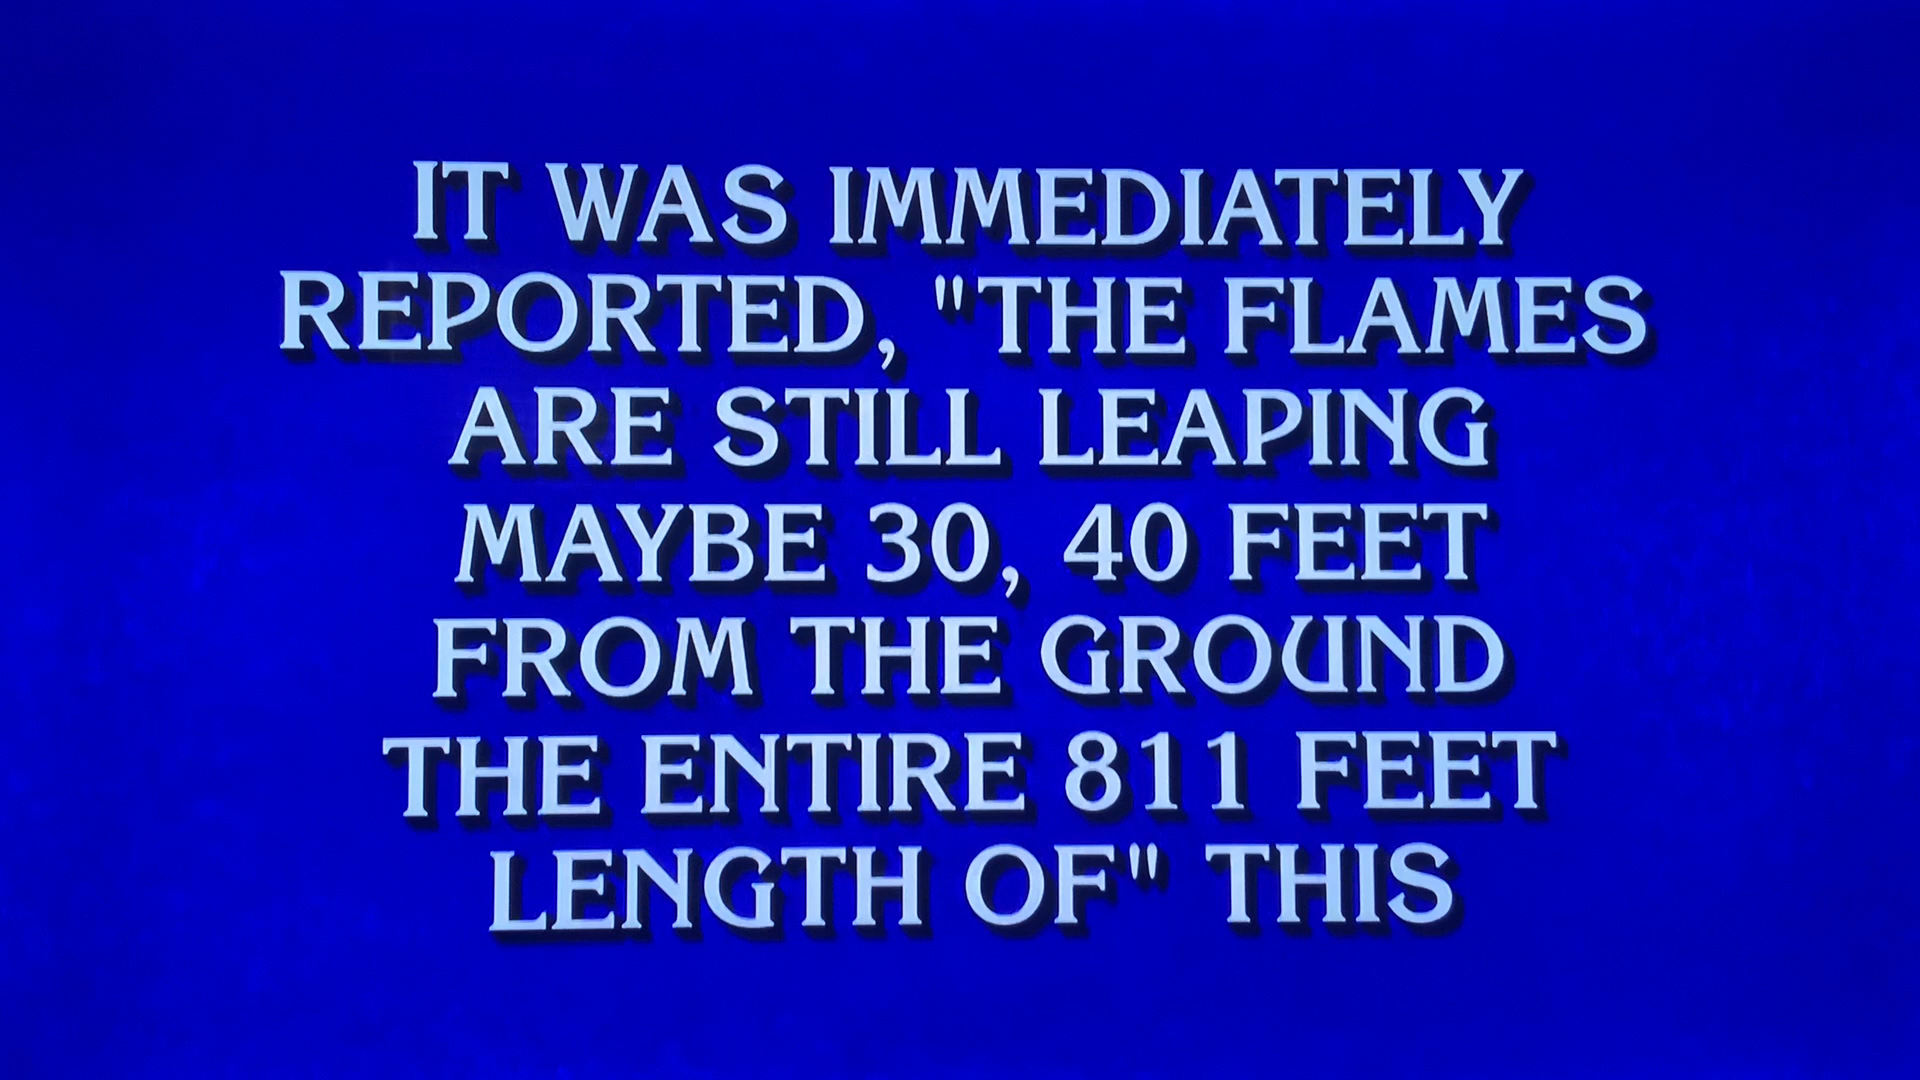 IT WAS IMMEDIATELY
REPORTED, "THE FLAMES
ARE STILL LEAPING
MAYBE 30, 40 FEET
FROM THE GROUND
THE ENTIRE 811 FEET
LENGTH OF" THIS